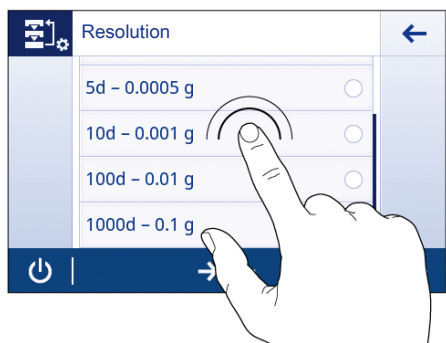 Resolution
5d – 0.0005 g
10d – 0.001 g
100d – 0.01 g
1000d – 0.1 g